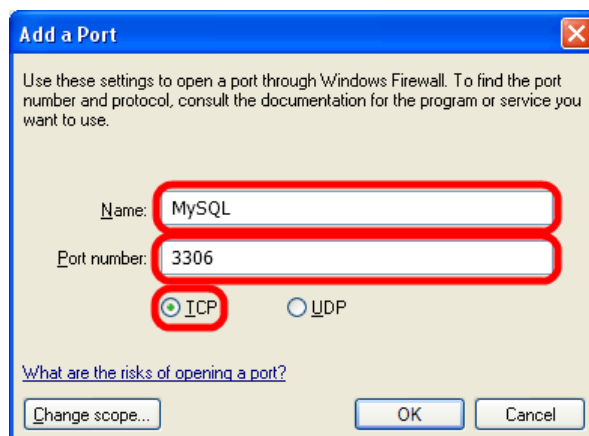 Add a Port
Use these settings to open a port through Windows Firewall. To find the port
number and protocol, consult the documentation for the program or service you
want to use.
Name: MySQL
Port number: 3306
TCP UDP
What are the risks of opening a port?
Change scope... OK Cancel